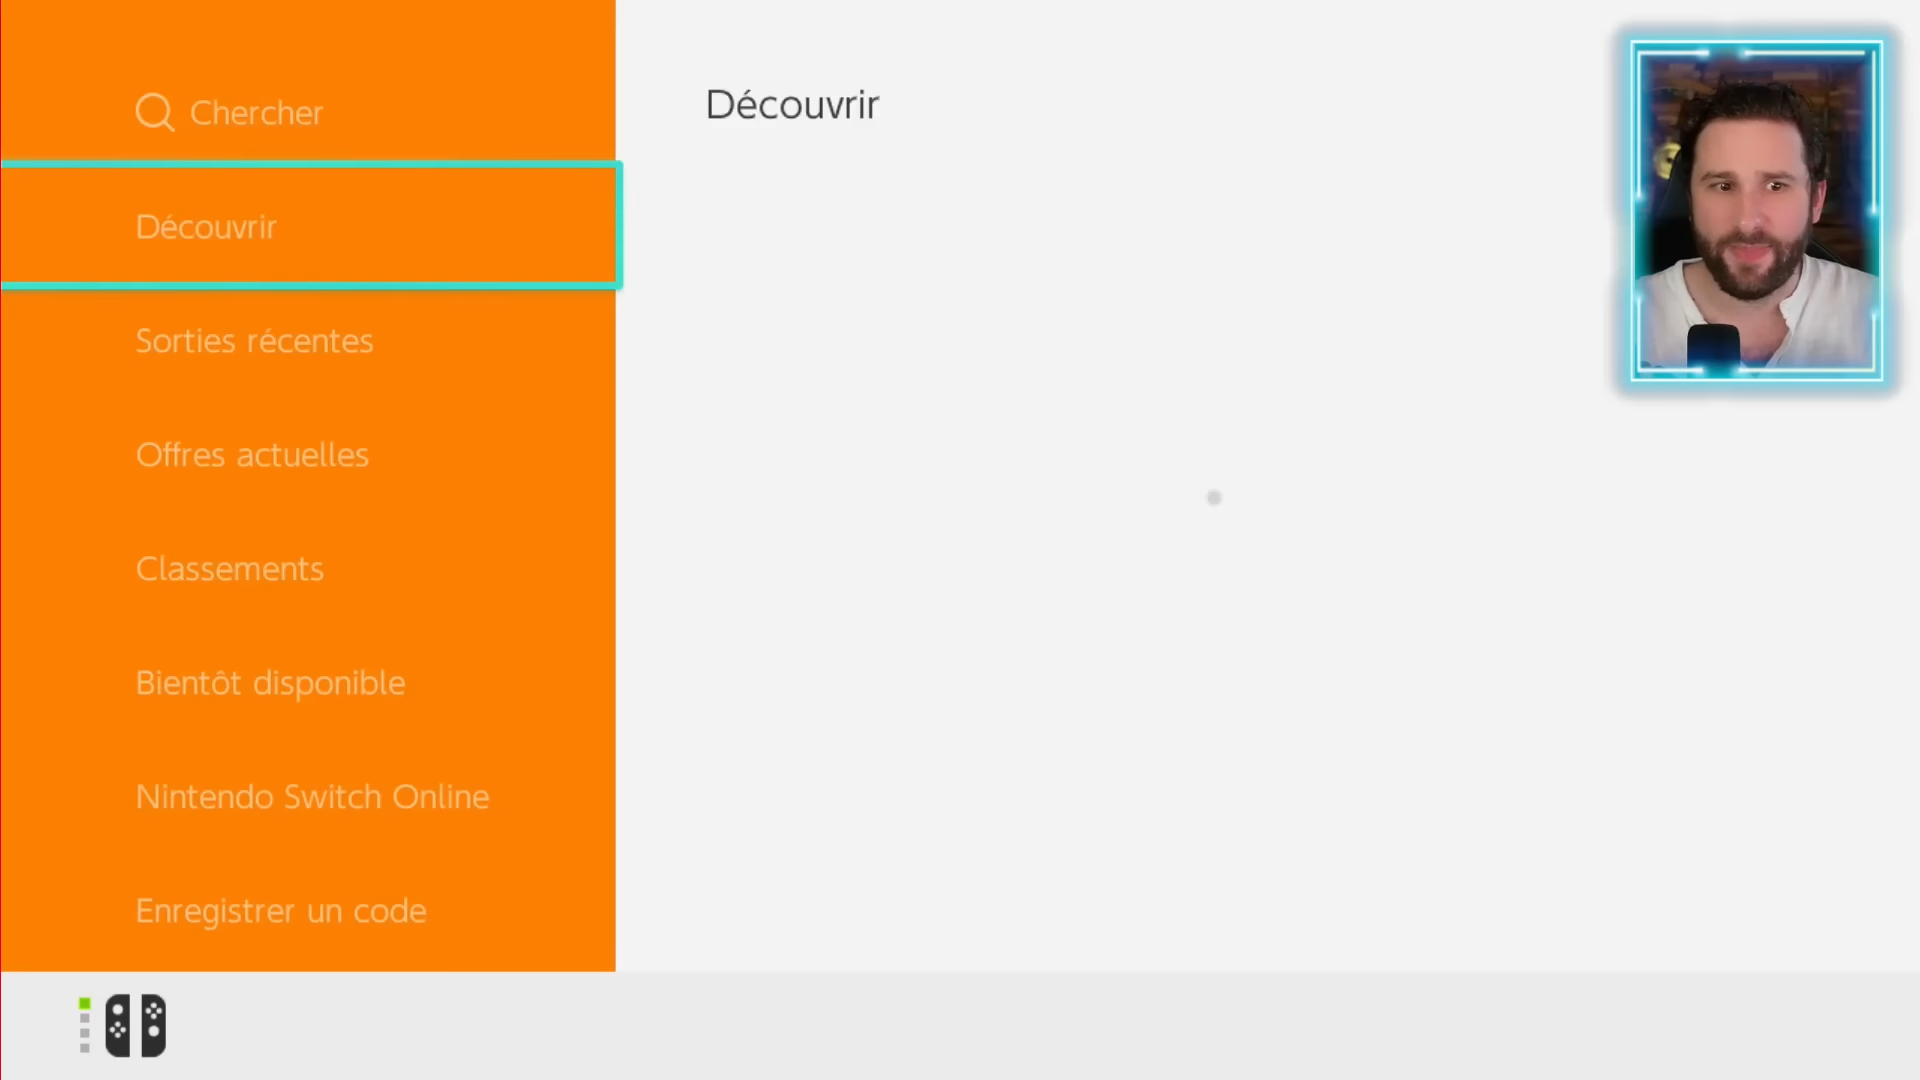 Chercher
Découvrir
Sorties récentes
Offres actuelles
Classements
Bientôt disponible
Nintendo Switch Online
Enregistrer un code
Découvrir